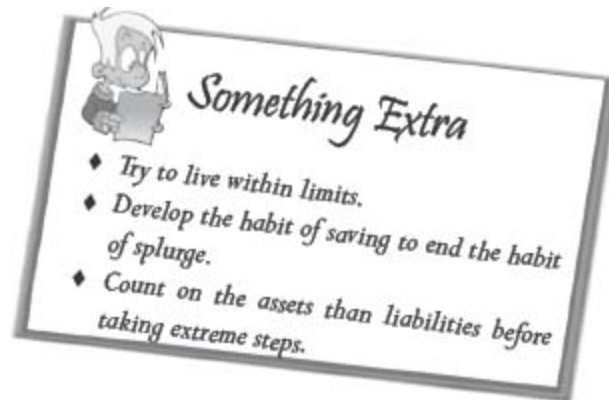 Something Extra
♦ Try to live within limits.
♦ Develop the habit of saving to end the habit
of splurge.
♦ Count on the assets than liabilities before
taking extreme steps.